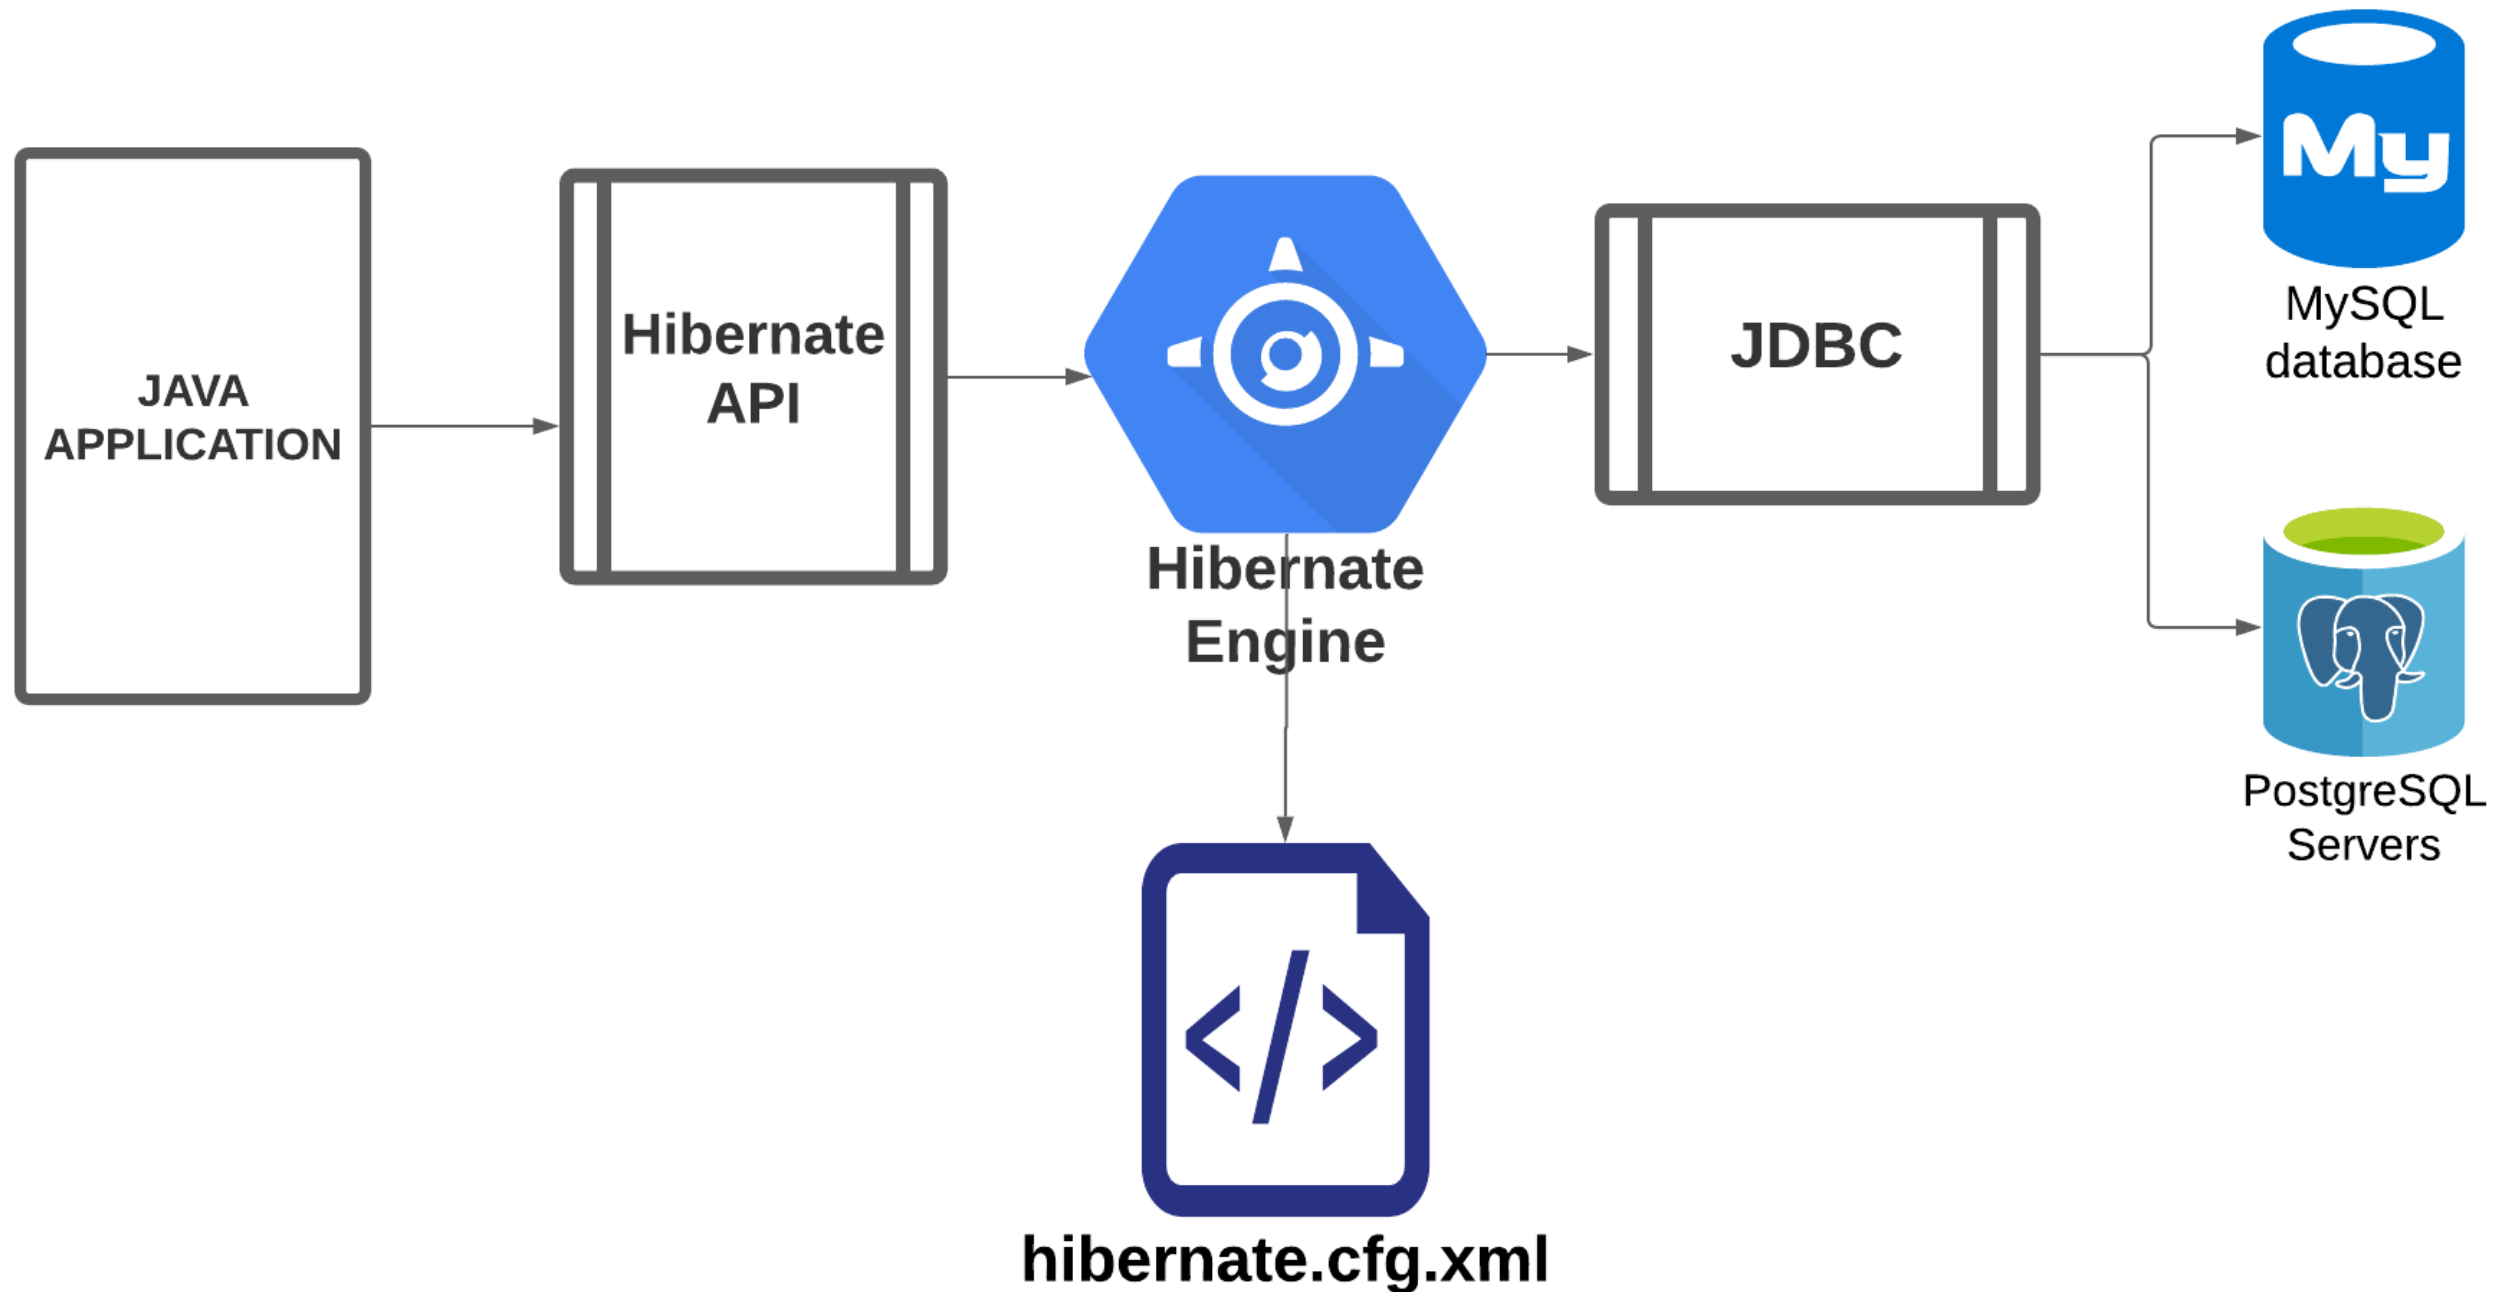 JAVA
APPLICATION
Hibernate
API
Hibernate
Engine
JDBC
My
MySQL
database
PostgreSQL
Servers
</>
hibernate.cfg.xml